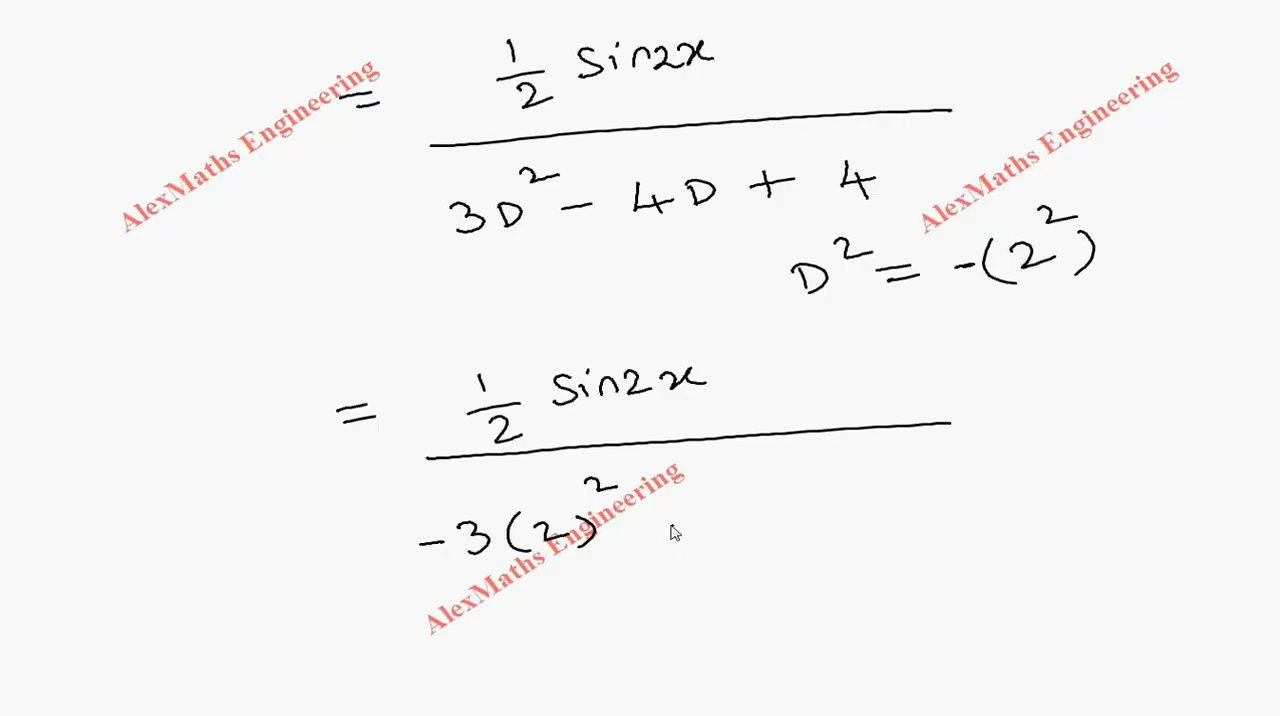 = 1/2 Sin2x
3D² - 4D + 4
D² = -(2²)
= 1/2 Sin2x
-3(2)²
AlexMaths Engineering
AlexMaths Engineering
AlexMaths Engineering